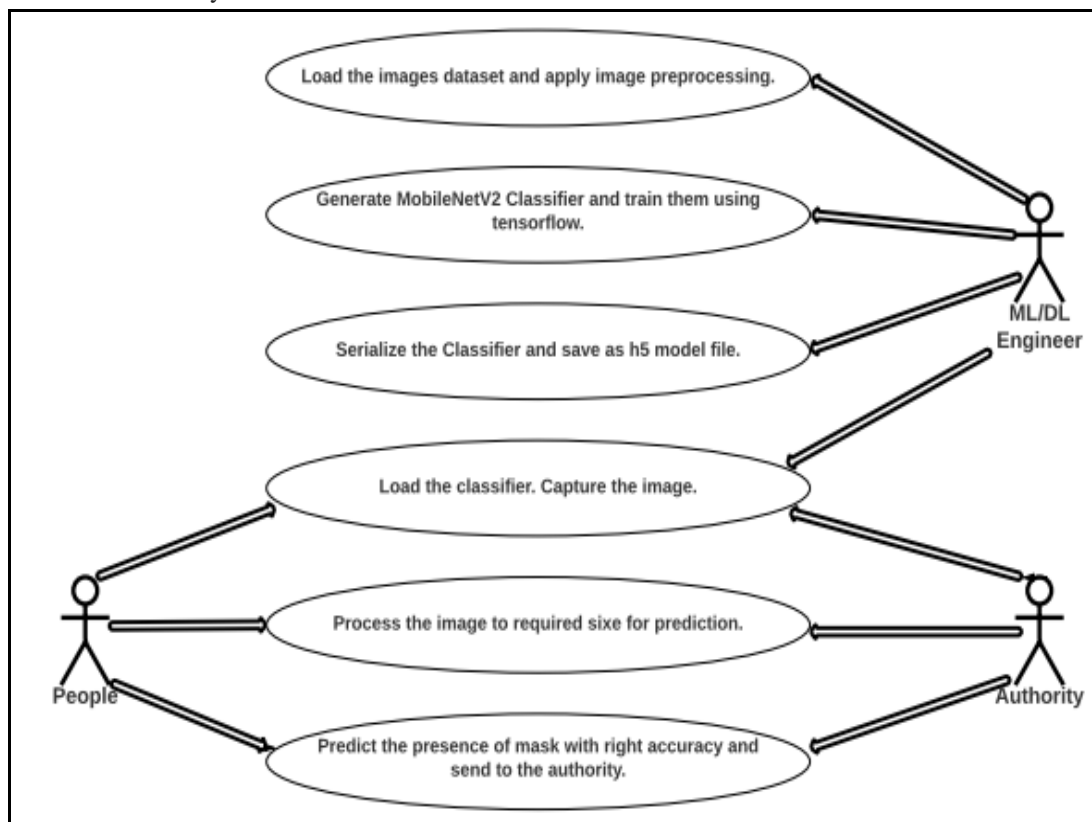 Load the images dataset and apply image preprocessing.
Generate MobileNetV2 Classifier and train them using
tensorflow.
ML/DL
Engineer
Serialize the Classifier and save as h5 model file.
Load the classifier. Capture the image.
Process the image to required sixe for prediction.
People
Authority
Predict the presence of mask with right accuracy and
send to the authority.